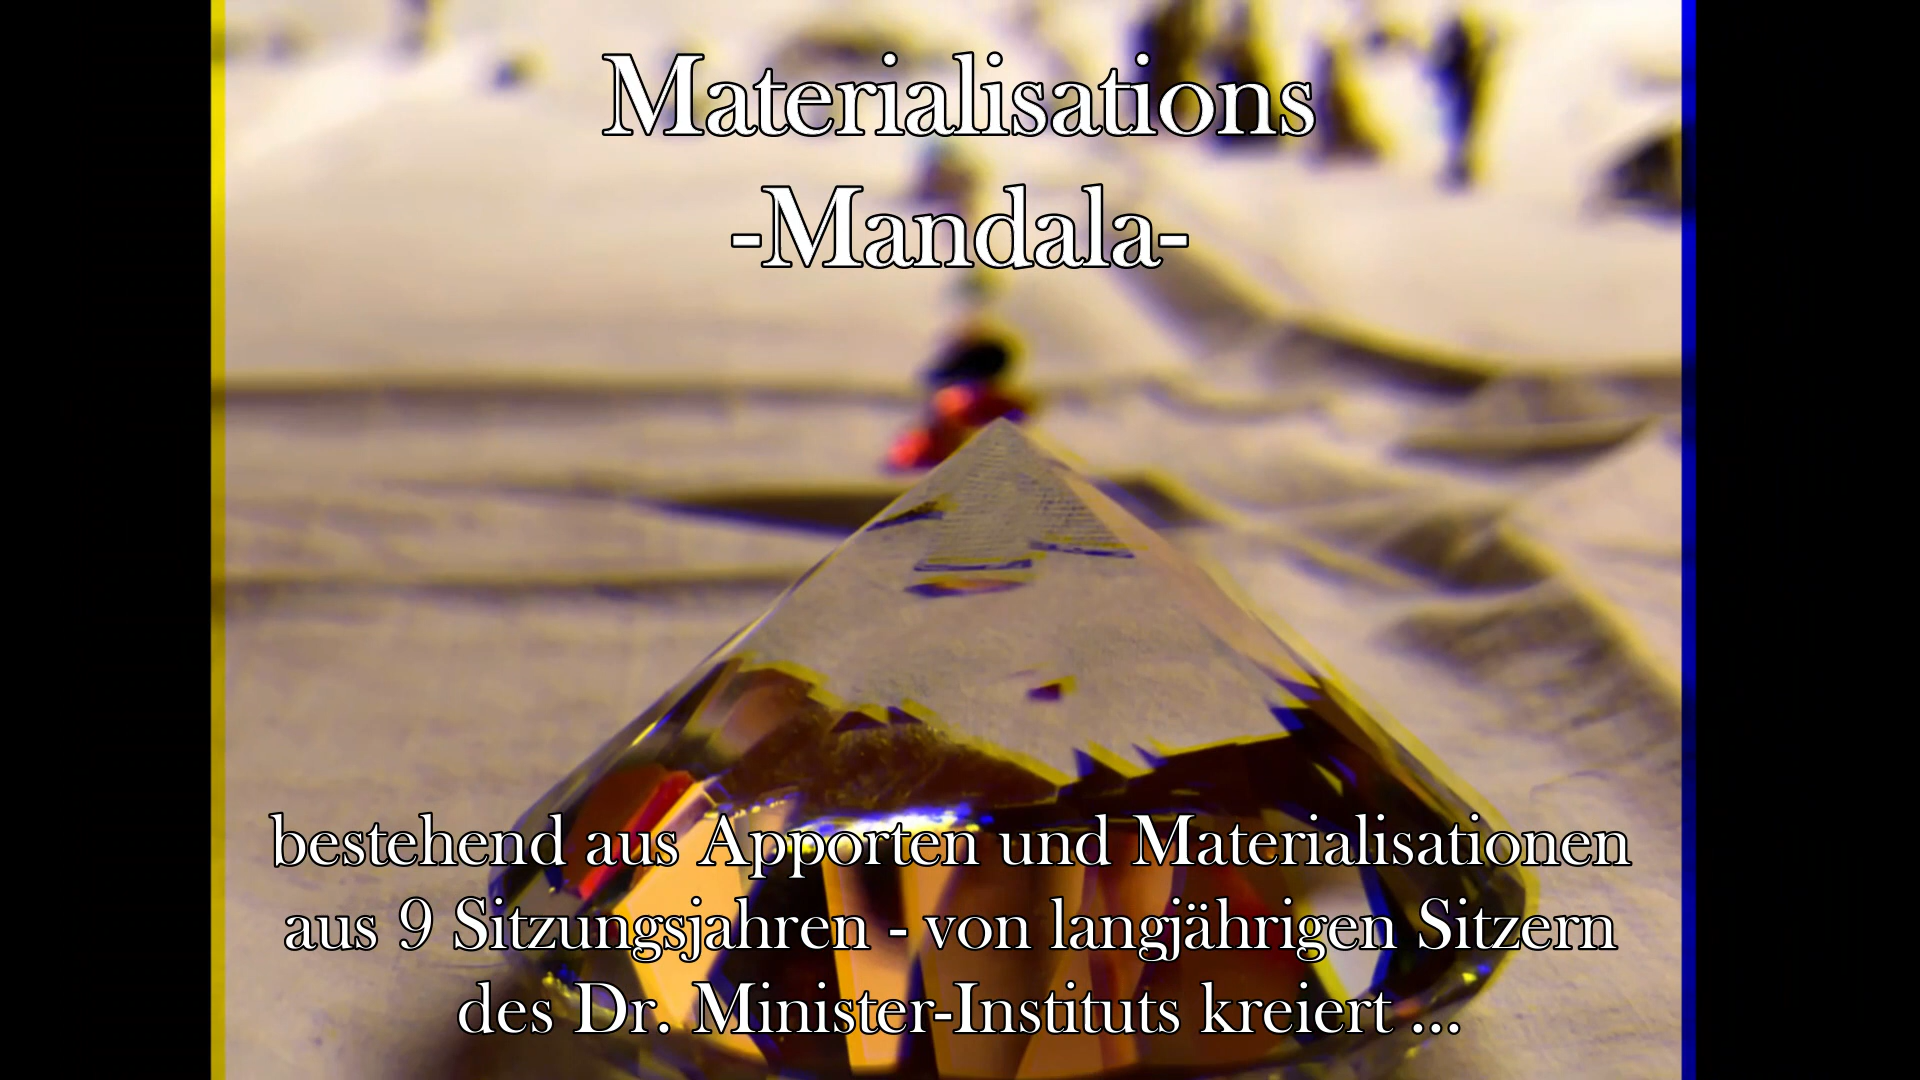 Materialisations
-Mandala-
bestehend aus Apporten und Materialisationen
aus 9 Sitzungsjahren - von langjährigen Sitzern
des Dr. Minister-Instituts kreiert ...